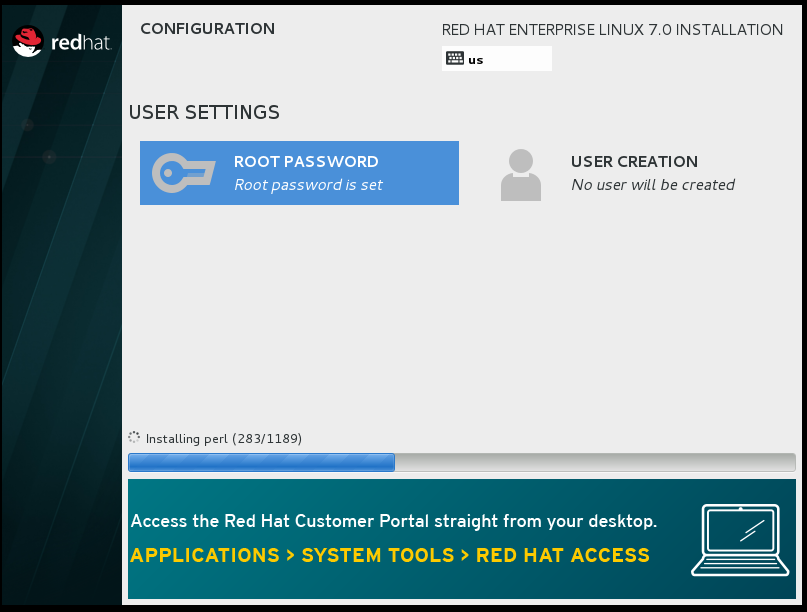 redhat.
CONFIGURATION
RED HAT ENTERPRISE LINUX 7.0 INSTALLATION
us
USER SETTINGS
ROOT PASSWORD
Root password is set
USER CREATION
No user will be created
Installing perl (283/1189)
Access the Red Hat Customer Portal straight from your desktop.
APPLICATIONS > SYSTEM TOOLS > RED HAT ACCESS